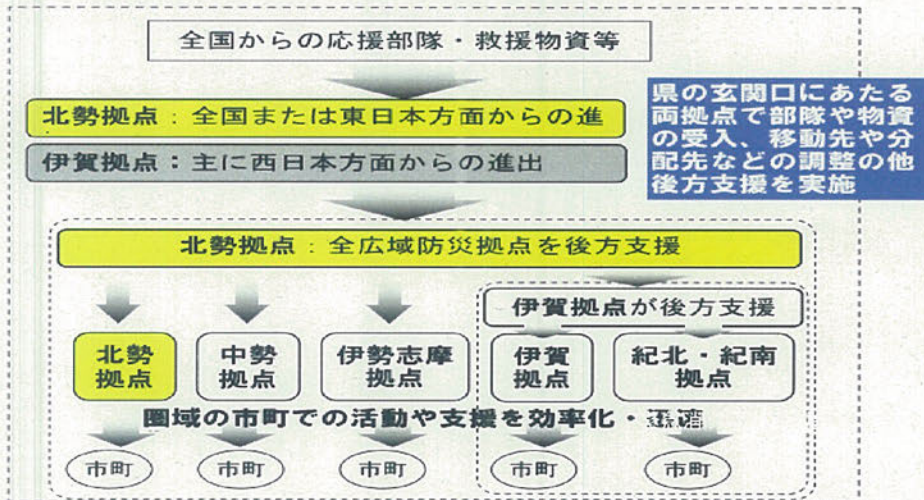 全国からの応援部隊・救援物資等
北勢拠点：全国または東日本方面からの進
伊賀拠点：主に西日本方面からの進出
県の玄関口にあたる
両拠点で部隊や物資
の受入、移動先や分
配先などの調整の他
後方支援を実施
北勢拠点：全広域防災拠点を後方支援
伊賀拠点が後方支援
北勢
拠点
中勢
拠点
伊勢志摩
拠点
伊賀
拠点
紀北・紀南
拠点
圏域の市町での活動や支援を効率化・
市町
市町
市町
市町
市町